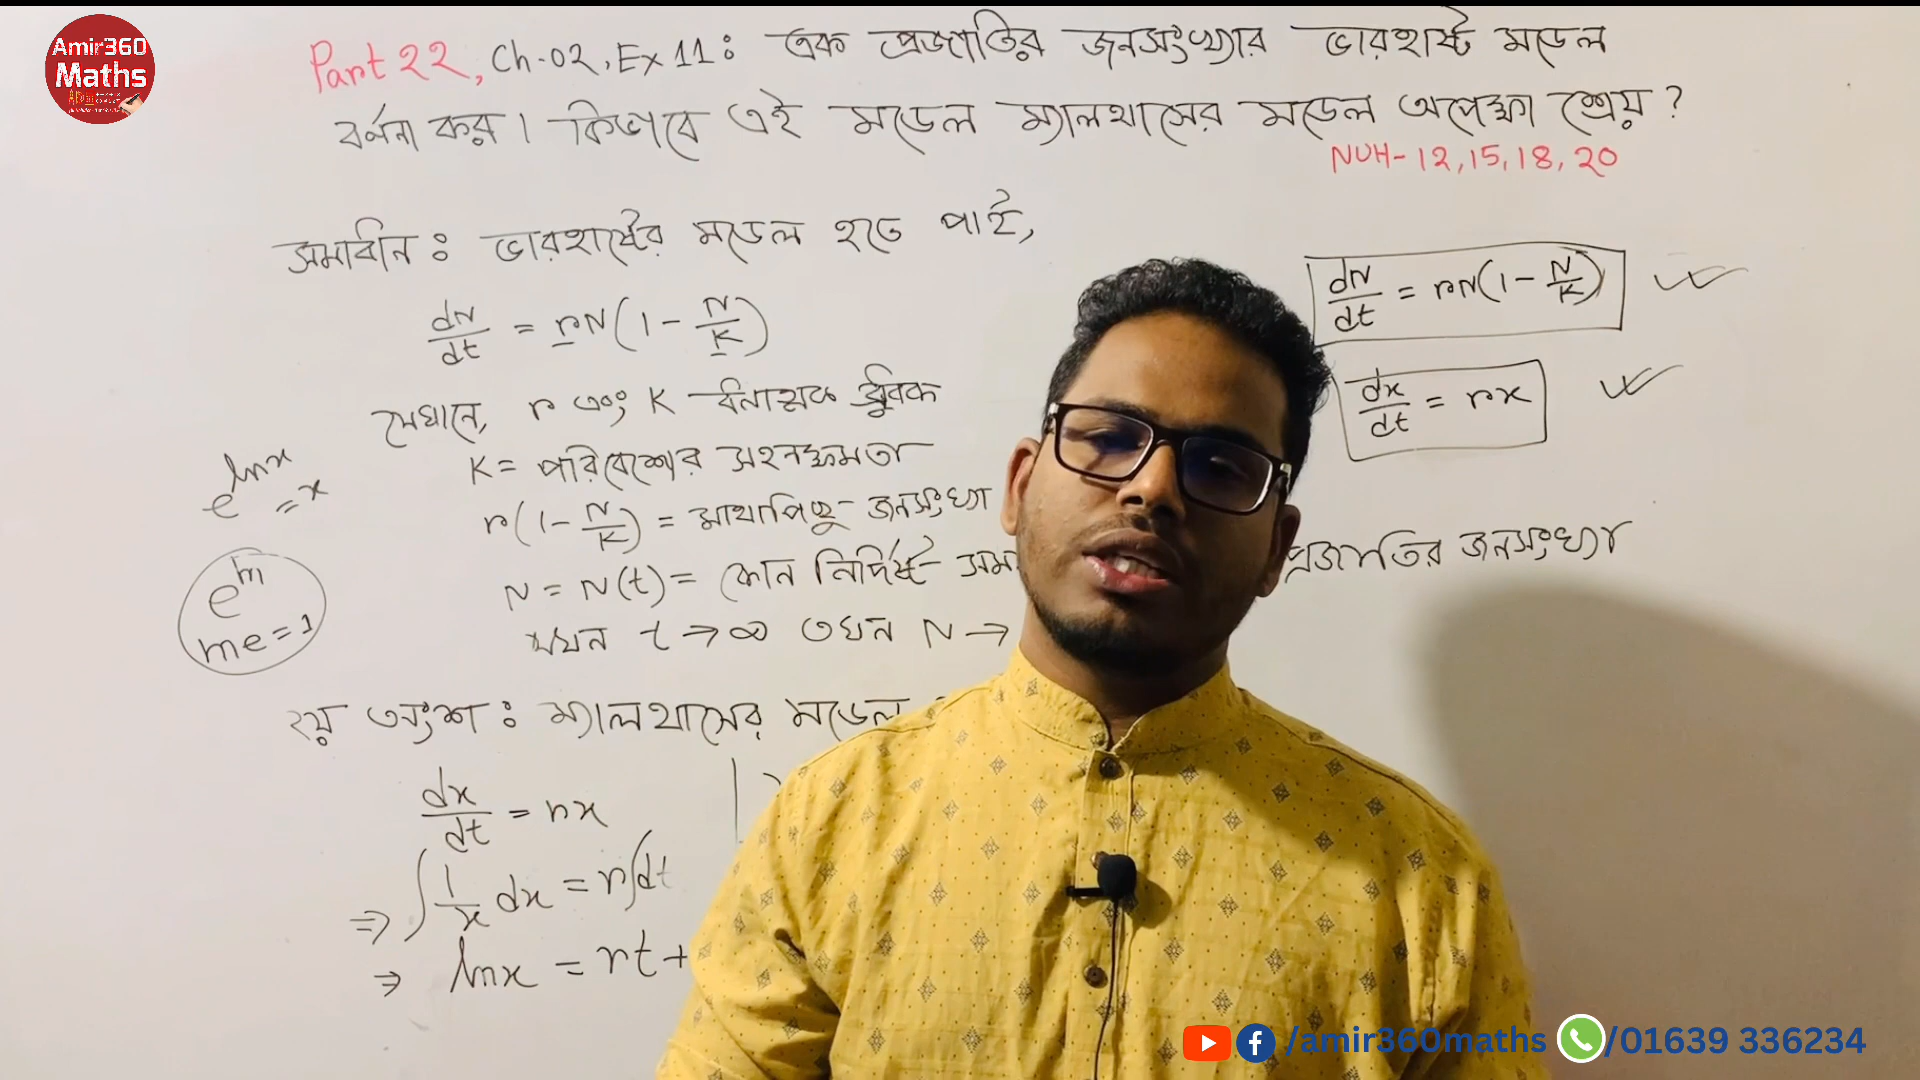 Amir360
Maths
Part 22, Ch-02, Ex 11: এক প্রজাতির জনসংখ্যার ভারহাস্ট মডেল
বর্ণনা কর। কিভাবে এই মডেল ম্যালথাসের মডেল অপেক্ষা শ্রেয়?
NUH-12,15,18,20
সমাধান: ভারহাস্টের মডেল হতে পাই,
dN/dt = rN(1 - N/K)
যেখানে, r এবং K ধনাত্মক ধ্রুবক
K = পরিবেশের সহনক্ষমতা
r(1 - N/K) = মাথাপিছু জনসংখ্যা
N = N(t) = কোন নির্দিষ্ট সময় প্রজাতির জনসংখ্যা
যখন t → ∞ তখন N →
e^lnx = x
e^m
me = 1
২য় অংশ: ম্যালথাসের মডেল
dx/dt = rx
⇒ ∫ 1/x dx = r∫dt
⇒ lnx = rt +
dN/dt = rN(1 - N/K)
dx/dt = rx
/amir360maths /01639 336234